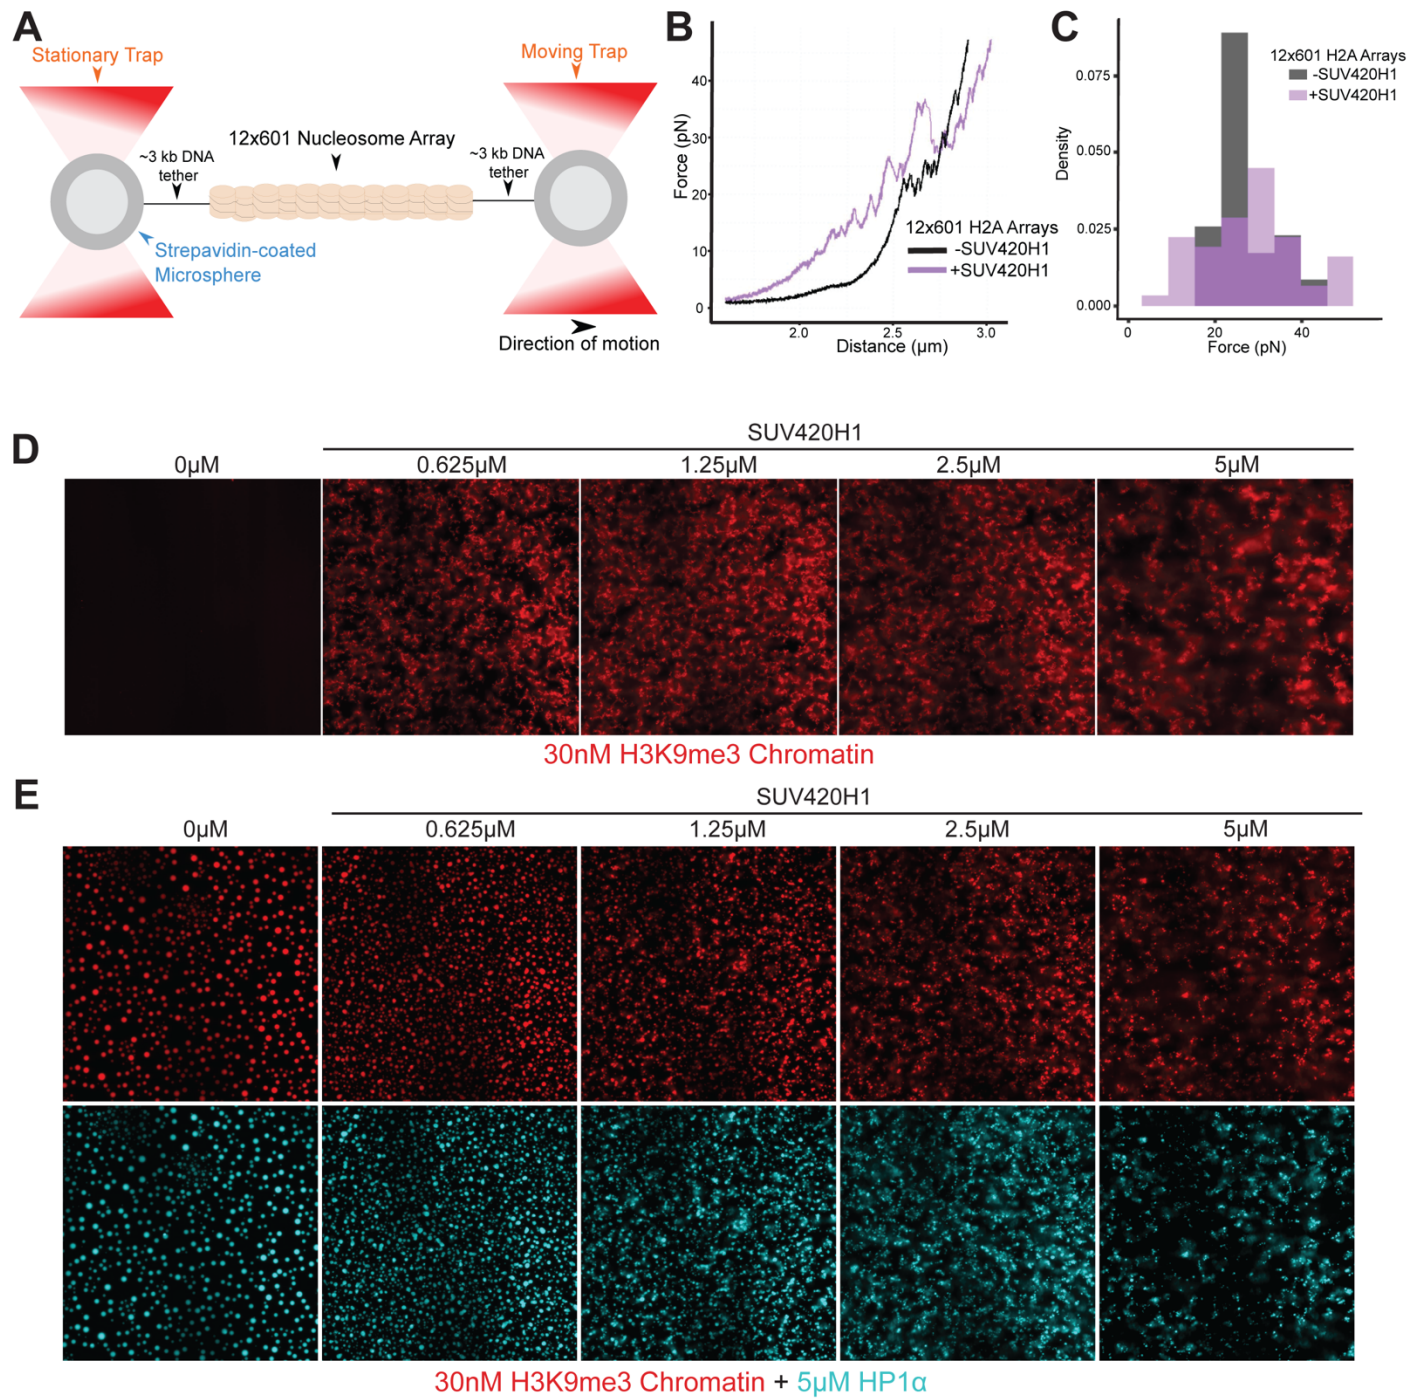 A
Stationary Trap
Moving Trap
12x601 Nucleosome Array
~3 kb DNA
tether
~3 kb DNA
tether
Strepavidin-coated
Microsphere
Direction of motion
B
Force (pN)
40
30
20
10
0
12x601 H2A Arrays
-SUV420H1
+SUV420H1
2.0
2.5
3.0
Distance (µm)
C
Density
0.075
0.050
0.025
0.000
12x601 H2A Arrays
-SUV420H1
+SUV420H1
0
20
40
Force (pN)
D
SUV420H1
0µM
0.625µM
1.25µM
2.5µM
5µM
30nM H3K9me3 Chromatin
E
SUV420H1
0µM
0.625µM
1.25µM
2.5µM
5µM
30nM H3K9me3 Chromatin + 5µM HP1α